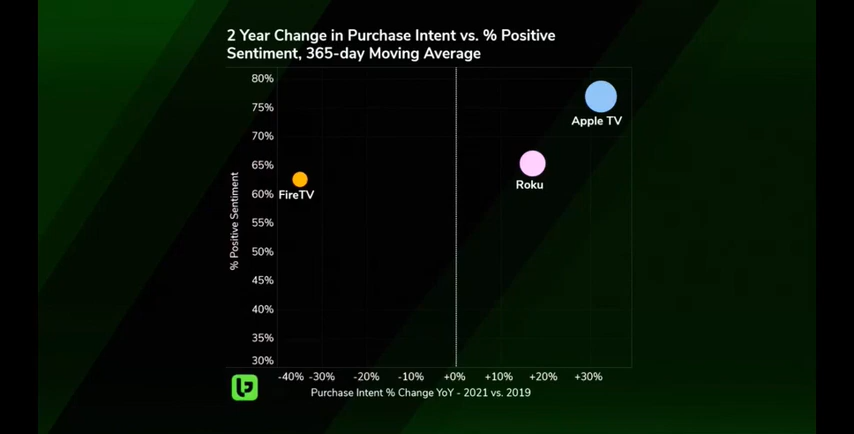 2 Year Change in Purchase Intent vs. % Positive
Sentiment, 365-day Moving Average
80%
75%
70%
65%
60%
55%
50%
45%
40%
35%
30%
% Positive Sentiment
Apple TV
Roku
FireTV
-40% -30% -20% -10% +0% +10% +20% +30%
Purchase Intent % Change YoY - 2021 vs. 2019